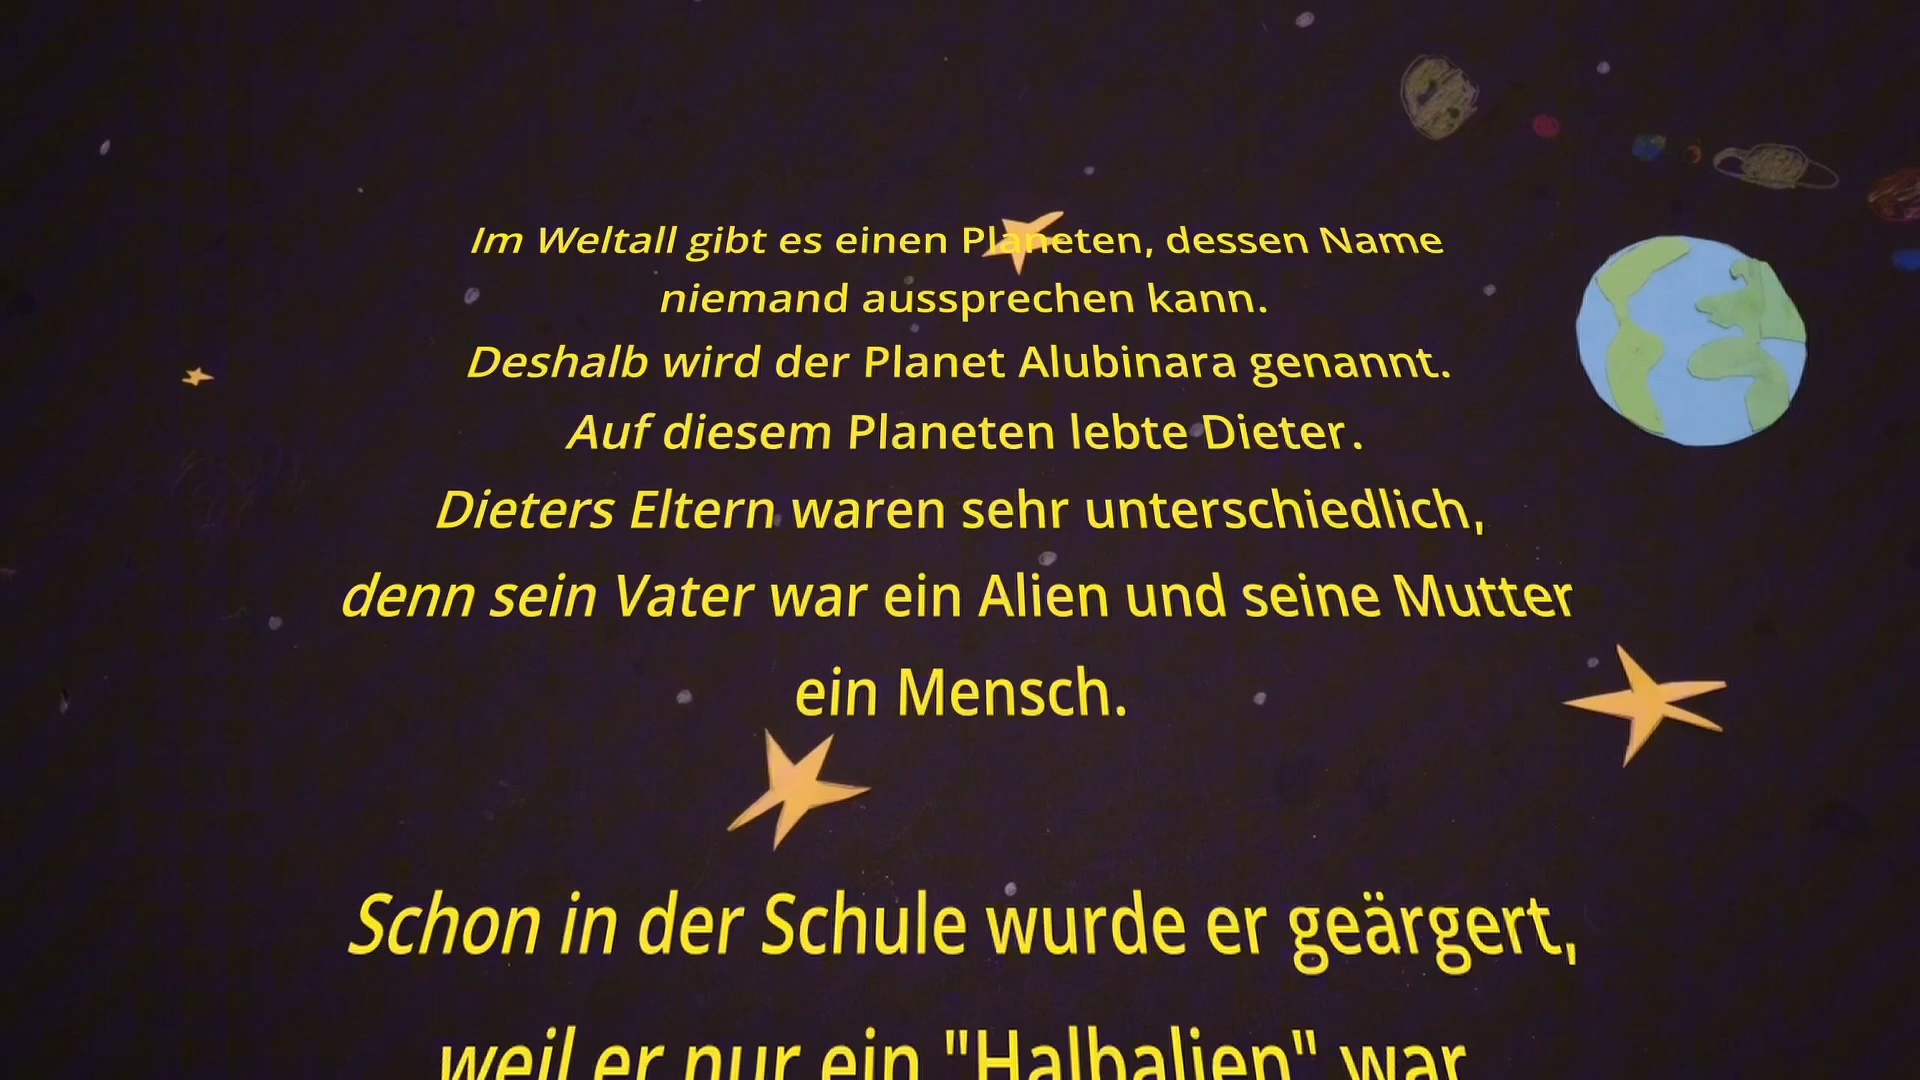 Im Weltall gibt es einen Planeten, dessen Name
niemand aussprechen kann.
Deshalb wird der Planet Alubinara genannt.
Auf diesem Planeten lebte Dieter.
Dieters Eltern waren sehr unterschiedlich,
denn sein Vater war ein Alien und seine Mutter
ein Mensch.
Schon in der Schule wurde er geärgert,
weil er nur ein "Halbalien" war